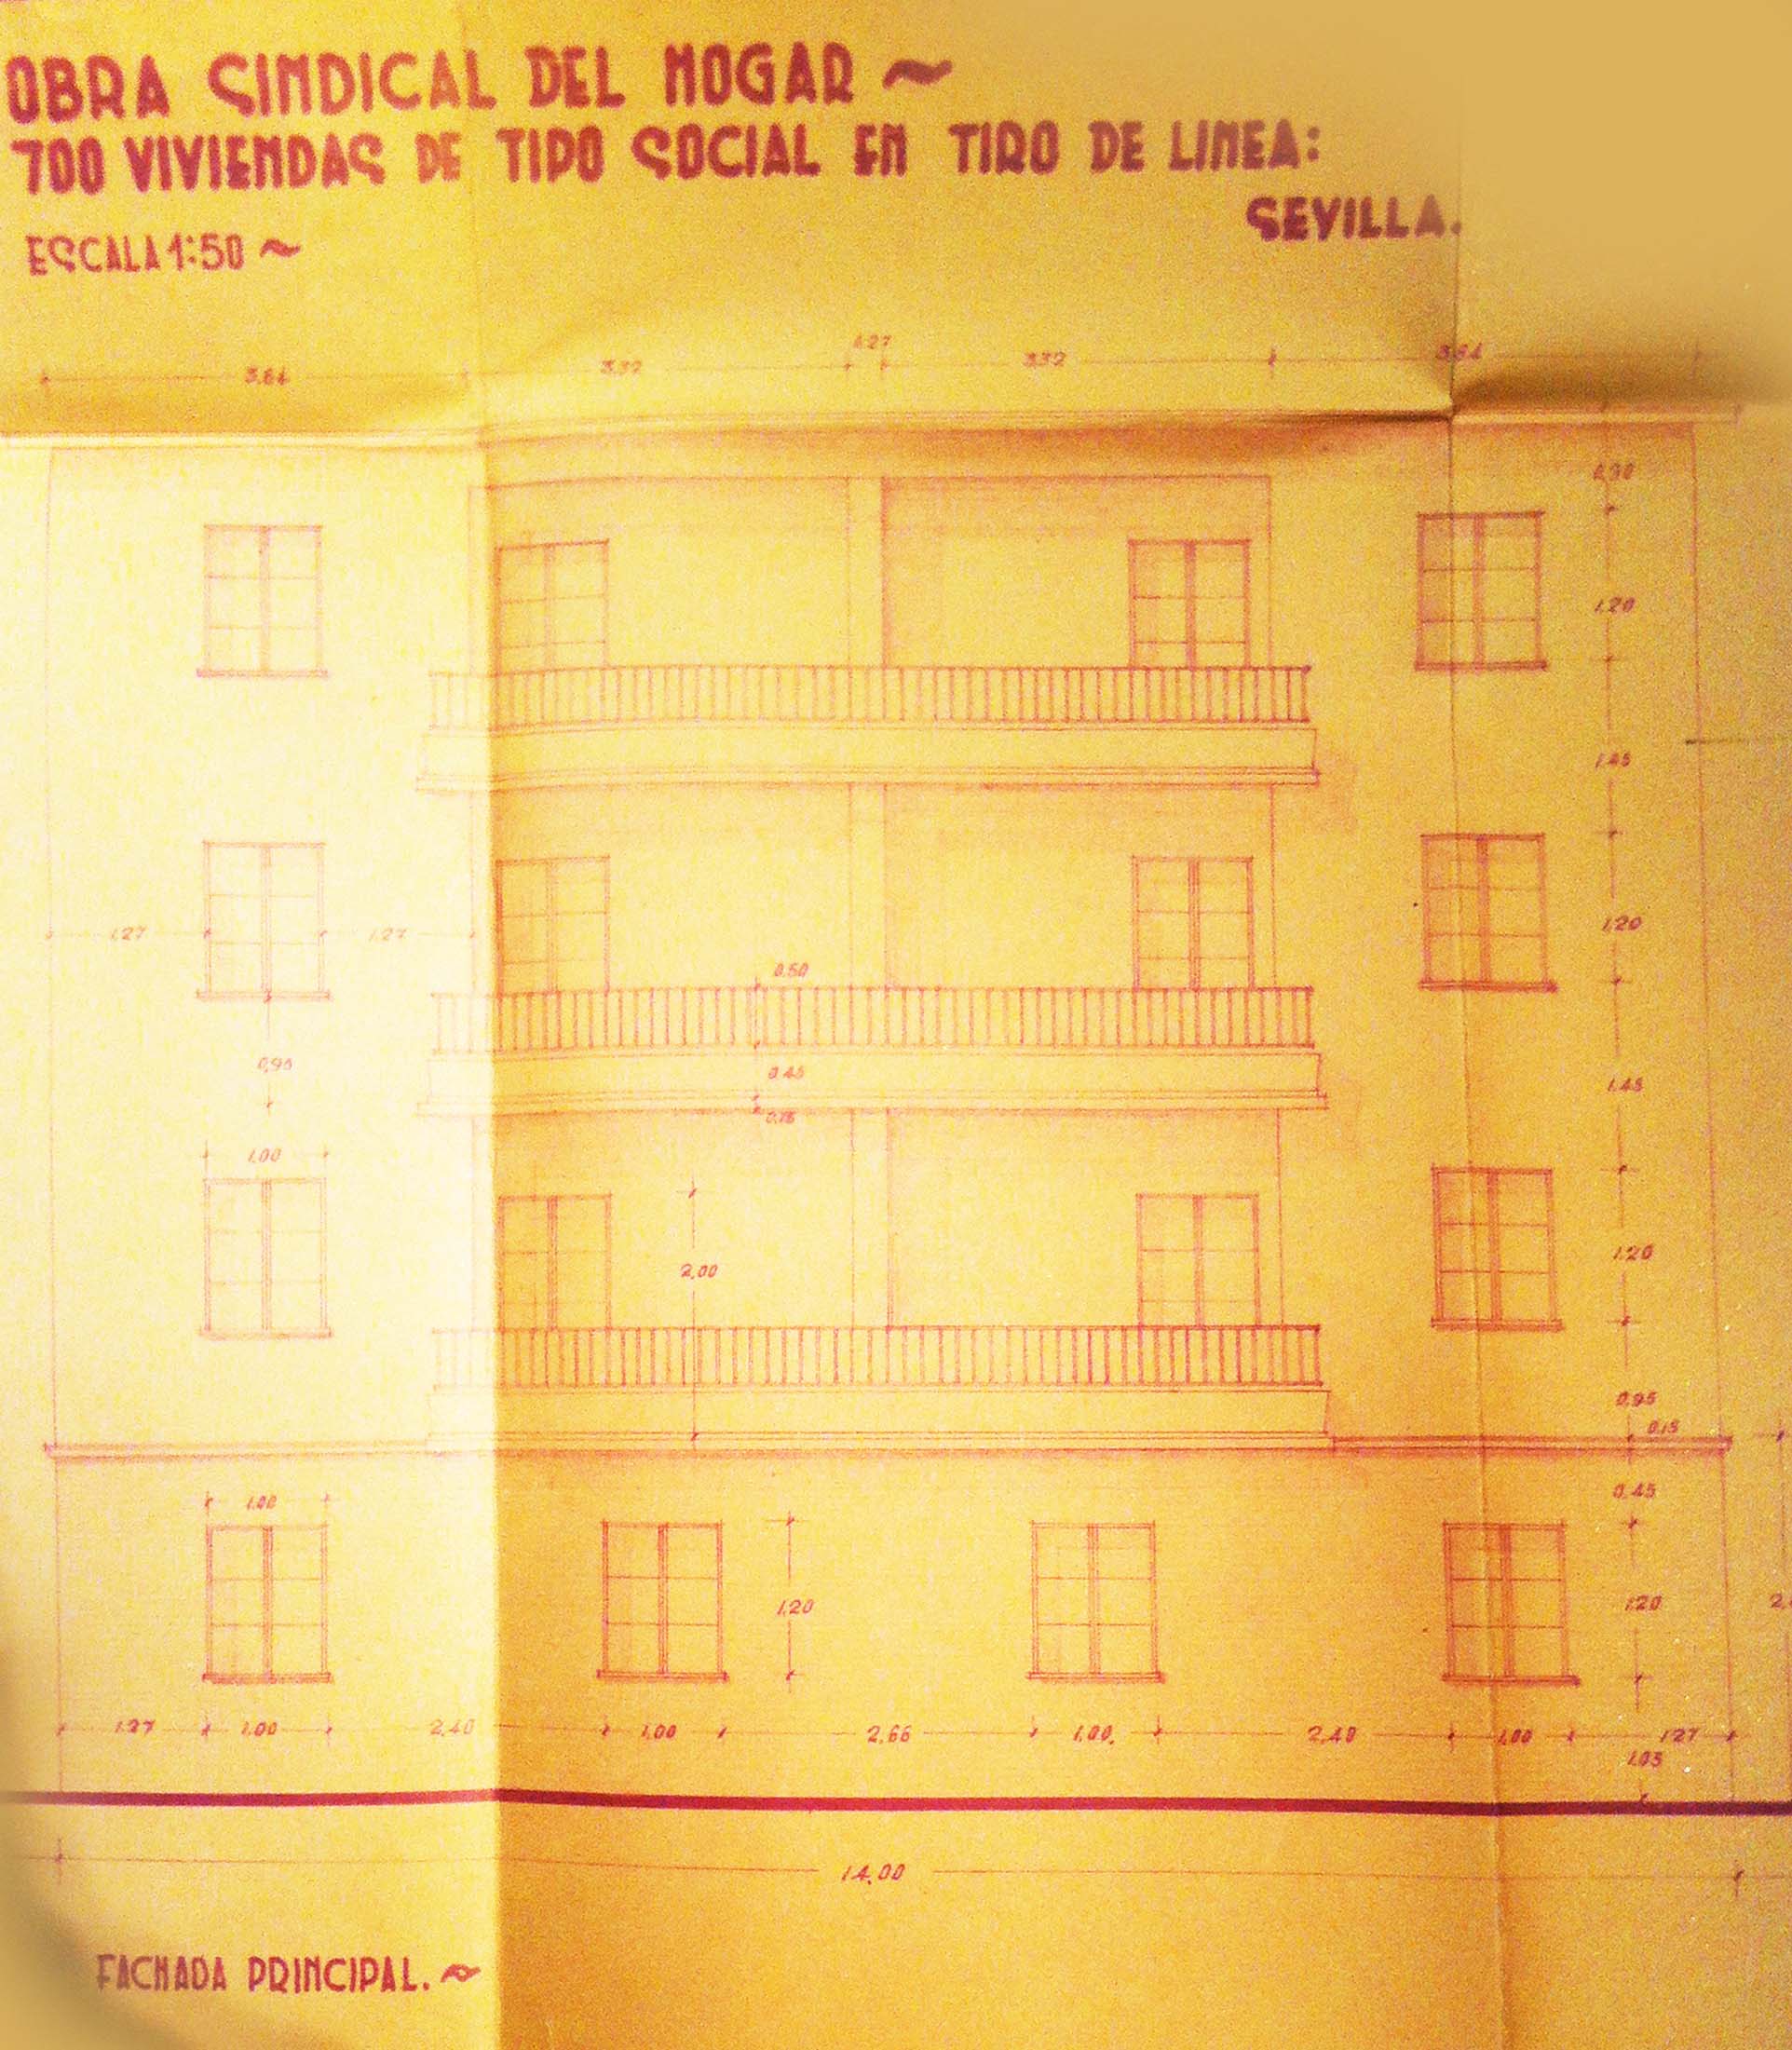 OBRA SINDICAL DEL HOGAR ~
700 VIVIENDAS DE TIPO SOCIAL EN TIRO DE LINEA:
SEVILLA.
ESCALA 1:50 ~
3.64 3.32 0.27 3.32 3.64
0.30
1.20
1.45
1.27 1.27 1.20
0.50
0.95 0.45 1.45
0.15
1.00
2.00 1.20
0.95
0.15
1.00 0.45
1.20 1.20
1.27 1.00 2.40 1.00 2.66 1.00 2.40 1.00 1.27
1.03
14.00
FACHADA PRINCIPAL. ~